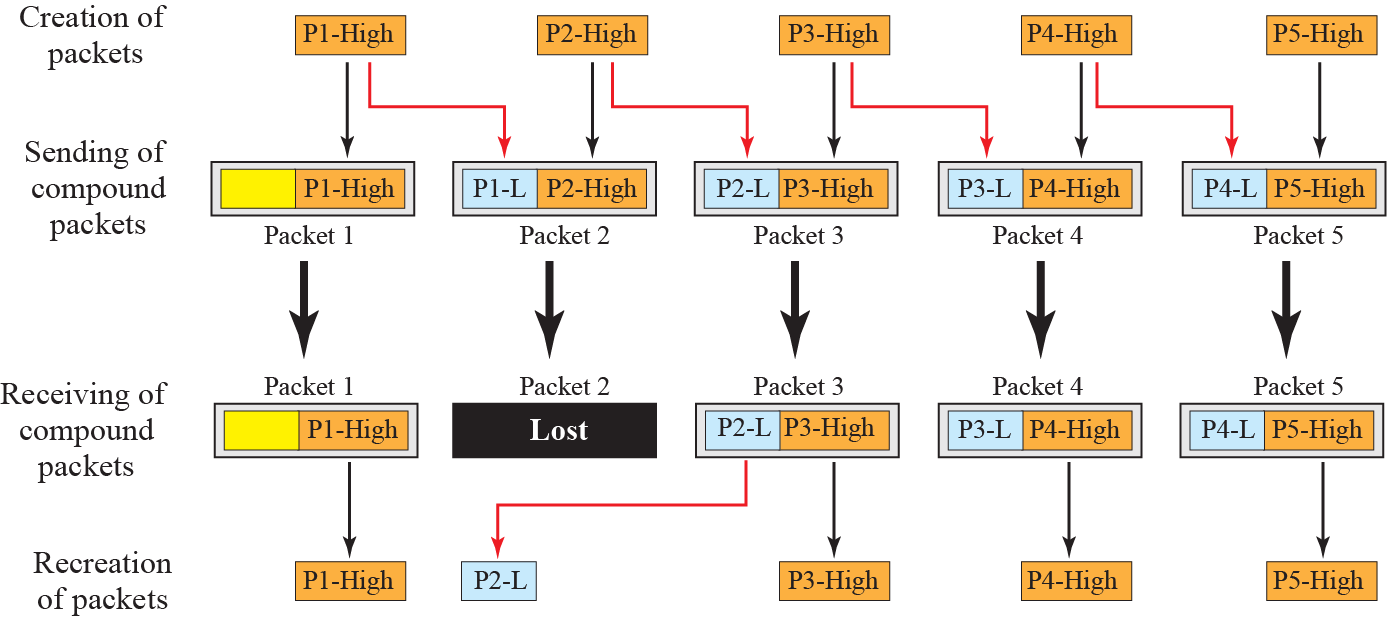 Creation of
packets
P1-High
P2-High
P3-High
P4-High
P5-High
Sending of
compound
packets
P1-High
P1-L P2-High
P2-L P3-High
P3-L P4-High
P4-L P5-High
Packet 1
Packet 2
Packet 3
Packet 4
Packet 5
Receiving of
compound
packets
Packet 1
Packet 2
Packet 3
Packet 4
Packet 5
P1-High
Lost
P2-L P3-High
P3-L P4-High
P4-L P5-High
Recreation
of packets
P1-High
P2-L
P3-High
P4-High
P5-High